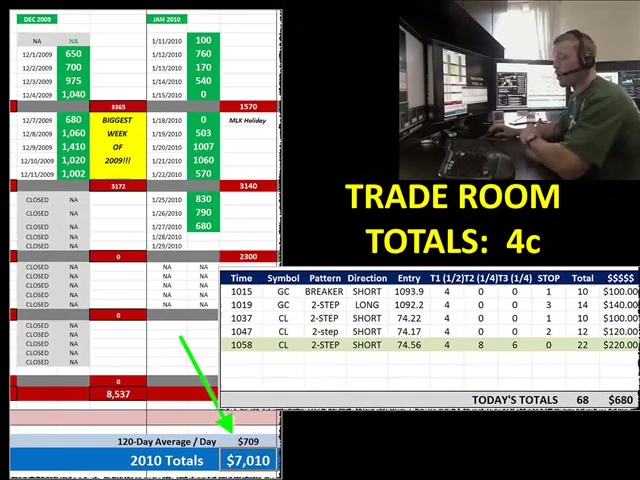 DEC 2009 JAN 2010
NA NA 1/11/2010 100
12/1/2009 650 1/12/2010 760
12/2/2009 700 1/13/2010 170
12/3/2009 975 1/14/2010 540
12/4/2009 1,040 1/15/2010 0
3365 1570
12/7/2009 680 BIGGEST 1/18/2010 0 MLK Holiday
12/8/2009 1,060 WEEK 1/19/2010 503
12/9/2009 1,410 OF 1/20/2010 1007
12/10/2009 1,020 2009!!! 1/21/2010 1060
12/11/2009 1,002 1/22/2010 570
5172 3140
CLOSED NA 1/25/2010 830
CLOSED NA 1/26/2010 790
CLOSED NA 1/27/2010 680
CLOSED NA 1/28/2010
CLOSED NA 1/29/2010
0 2300
CLOSED NA NA NA
CLOSED NA NA NA
CLOSED NA NA NA
CLOSED NA NA NA
CLOSED NA
0
CLOSED NA
CLOSED NA
CLOSED NA
CLOSED NA
CLOSED NA
0
8,537
120-Day Average / Day $709
2010 Totals $7,010
TRADE ROOM
TOTALS: 4c
Time Symbol Pattern Direction Entry T1 (1/2) T2 (1/4) T3 (1/4) STOP Total $$$$$
1015 GC BREAKER SHORT 1093.9 4 0 0 1 10 $100.00
1019 GC 2-STEP LONG 1092.2 4 0 0 3 14 $140.00
1037 CL 2-STEP SHORT 74.22 4 0 0 1 10 $100.00
1047 CL 2-step SHORT 74.17 4 0 0 2 12 $120.00
1058 CL 2-STEP SHORT 74.56 4 8 6 0 22 $220.00
TODAY'S TOTALS 68 $680